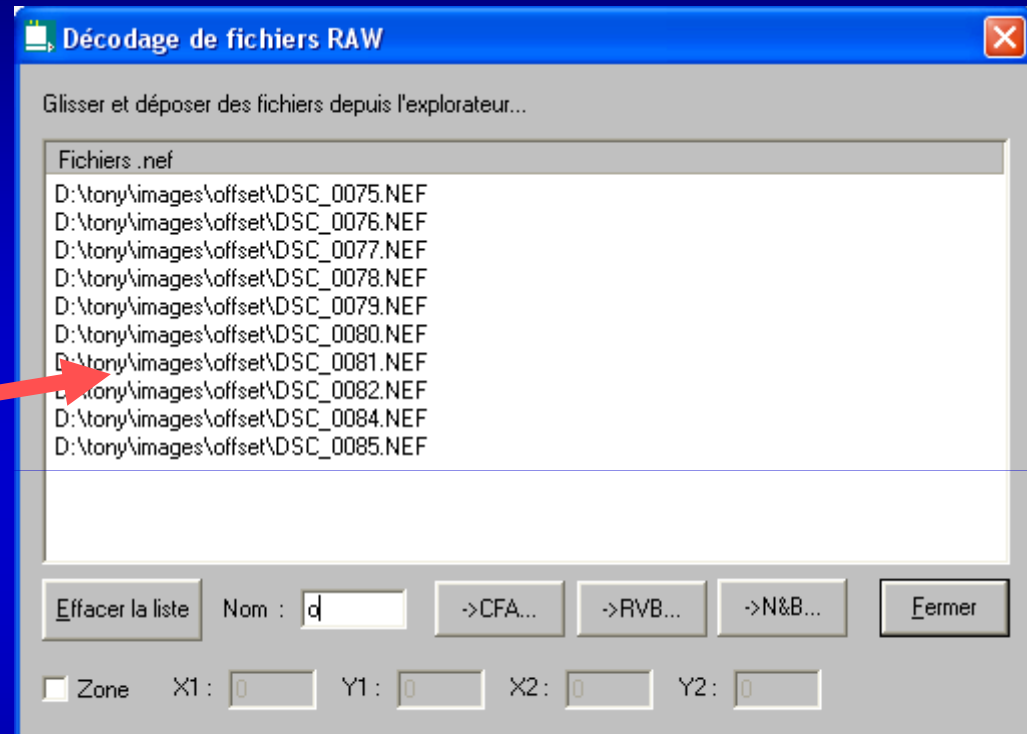 Décodage de fichiers RAW
Glisser et déposer des fichiers depuis l'explorateur...
Fichiers .nef
D:\tony\images\offset\DSC_0075.NEF
D:\tony\images\offset\DSC_0076.NEF
D:\tony\images\offset\DSC_0077.NEF
D:\tony\images\offset\DSC_0078.NEF
D:\tony\images\offset\DSC_0079.NEF
D:\tony\images\offset\DSC_0080.NEF
D:\tony\images\offset\DSC_0081.NEF
D:\tony\images\offset\DSC_0082.NEF
D:\tony\images\offset\DSC_0084.NEF
D:\tony\images\offset\DSC_0085.NEF
Effacer la liste Nom : o ->CFA... ->RVB... ->N&B... Fermer
Zone X1 : 0 Y1 : 0 X2 : 0 Y2 : 0